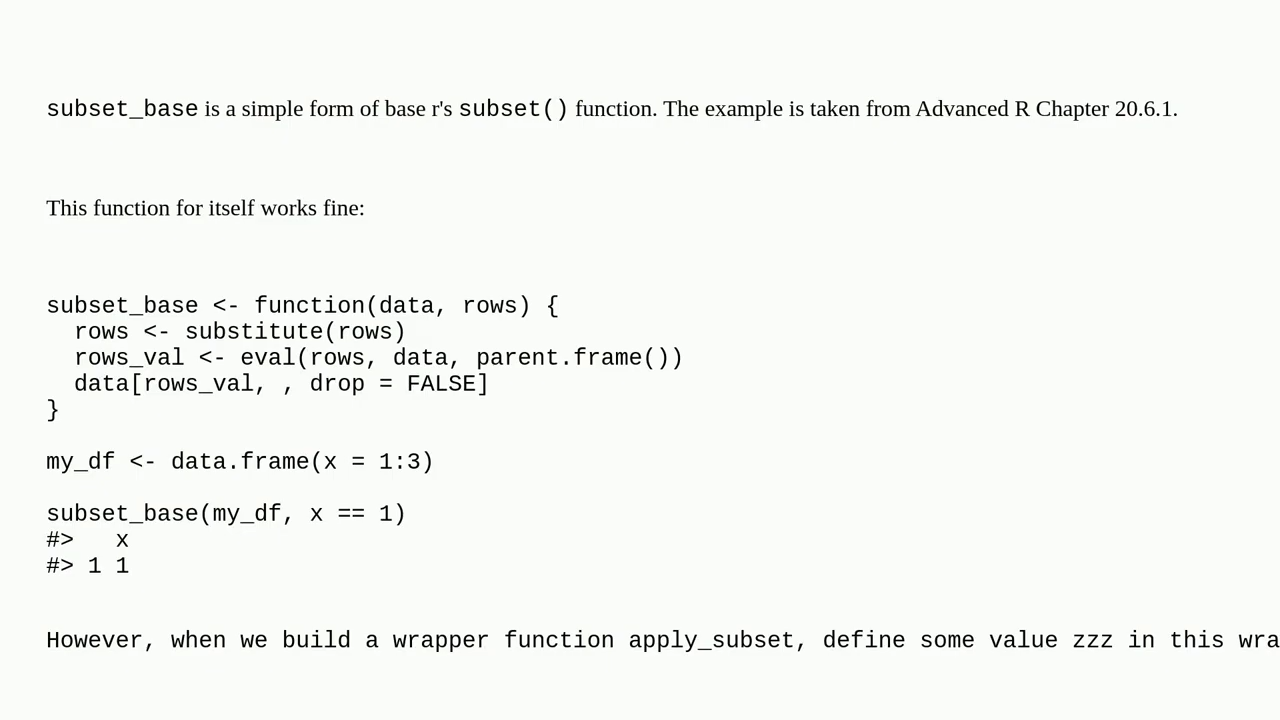 subset_base is a simple form of base r's subset() function. The example is taken from Advanced R Chapter 20.6.1.
This function for itself works fine:
subset_base <- function(data, rows) {
  rows <- substitute(rows)
  rows_val <- eval(rows, data, parent.frame())
  data[rows_val, , drop = FALSE]
}
my_df <- data.frame(x = 1:3)
subset_base(my_df, x == 1)
#>   x
#> 1 1
However, when we build a wrapper function apply_subset, define some value zzz in this wra